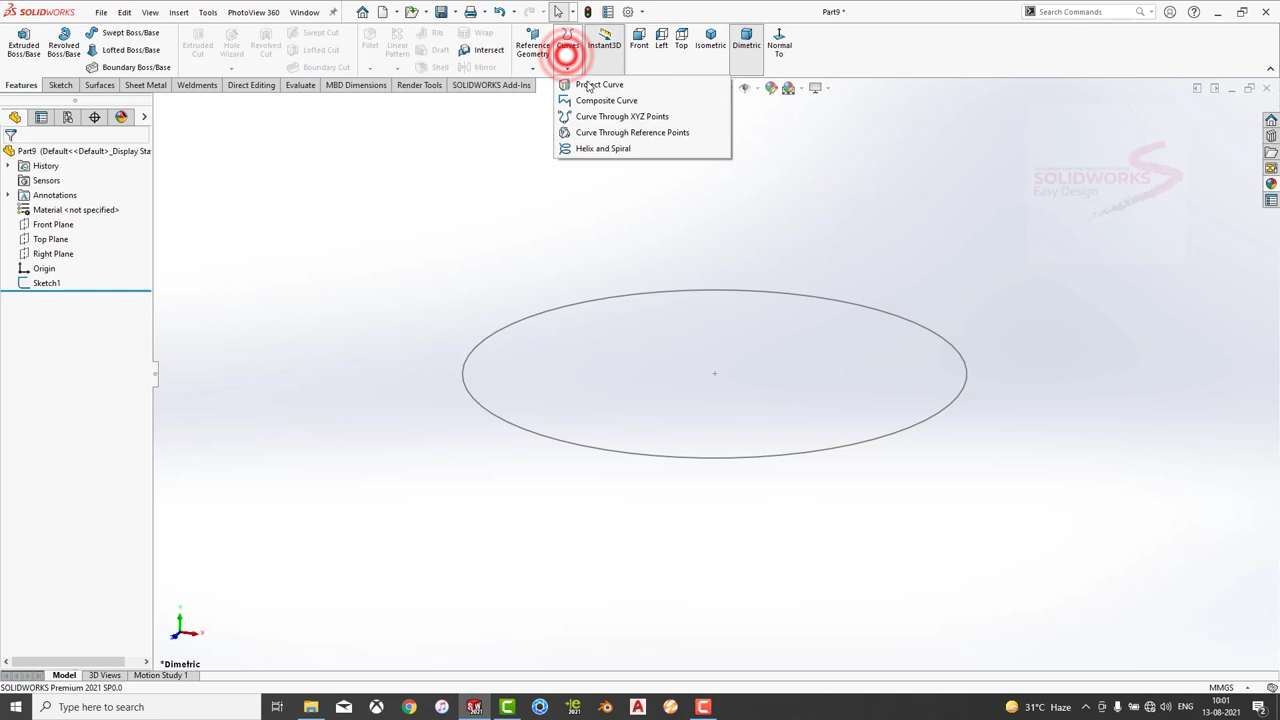 SOLIDWORKS File Edit View Insert Tools PhotoView 360 Window Part9 * Search Commands
Extruded Boss/Base Revolved Boss/Base Swept Boss/Base Lofted Boss/Base Boundary Boss/Base Extruded Cut Hole Wizard Revolved Cut Swept Cut Lofted Cut Boundary Cut Fillet Linear Pattern Rib Draft Shell Wrap Intersect Mirror Reference Geometry Curves Instant3D Front Left Top Isometric Dimetric Normal To
Features Sketch Surfaces Sheet Metal Weldments Direct Editing Evaluate MBD Dimensions Render Tools SOLIDWORKS Add-Ins
Project Curve
Composite Curve
Curve Through XYZ Points
Curve Through Reference Points
Helix and Spiral
Part9 (Default<<Default>_Display Sta
History
Sensors
Annotations
Material <not specified>
Front Plane
Top Plane
Right Plane
Origin
Sketch1
SOLIDWORKS
Easy Design
Y
X
*Dimetric
Model 3D Views Motion Study 1
SOLIDWORKS Premium 2021 SP0.0 MMGS
Type here to search 31°C Haze ENG 10:01
13-08-2021